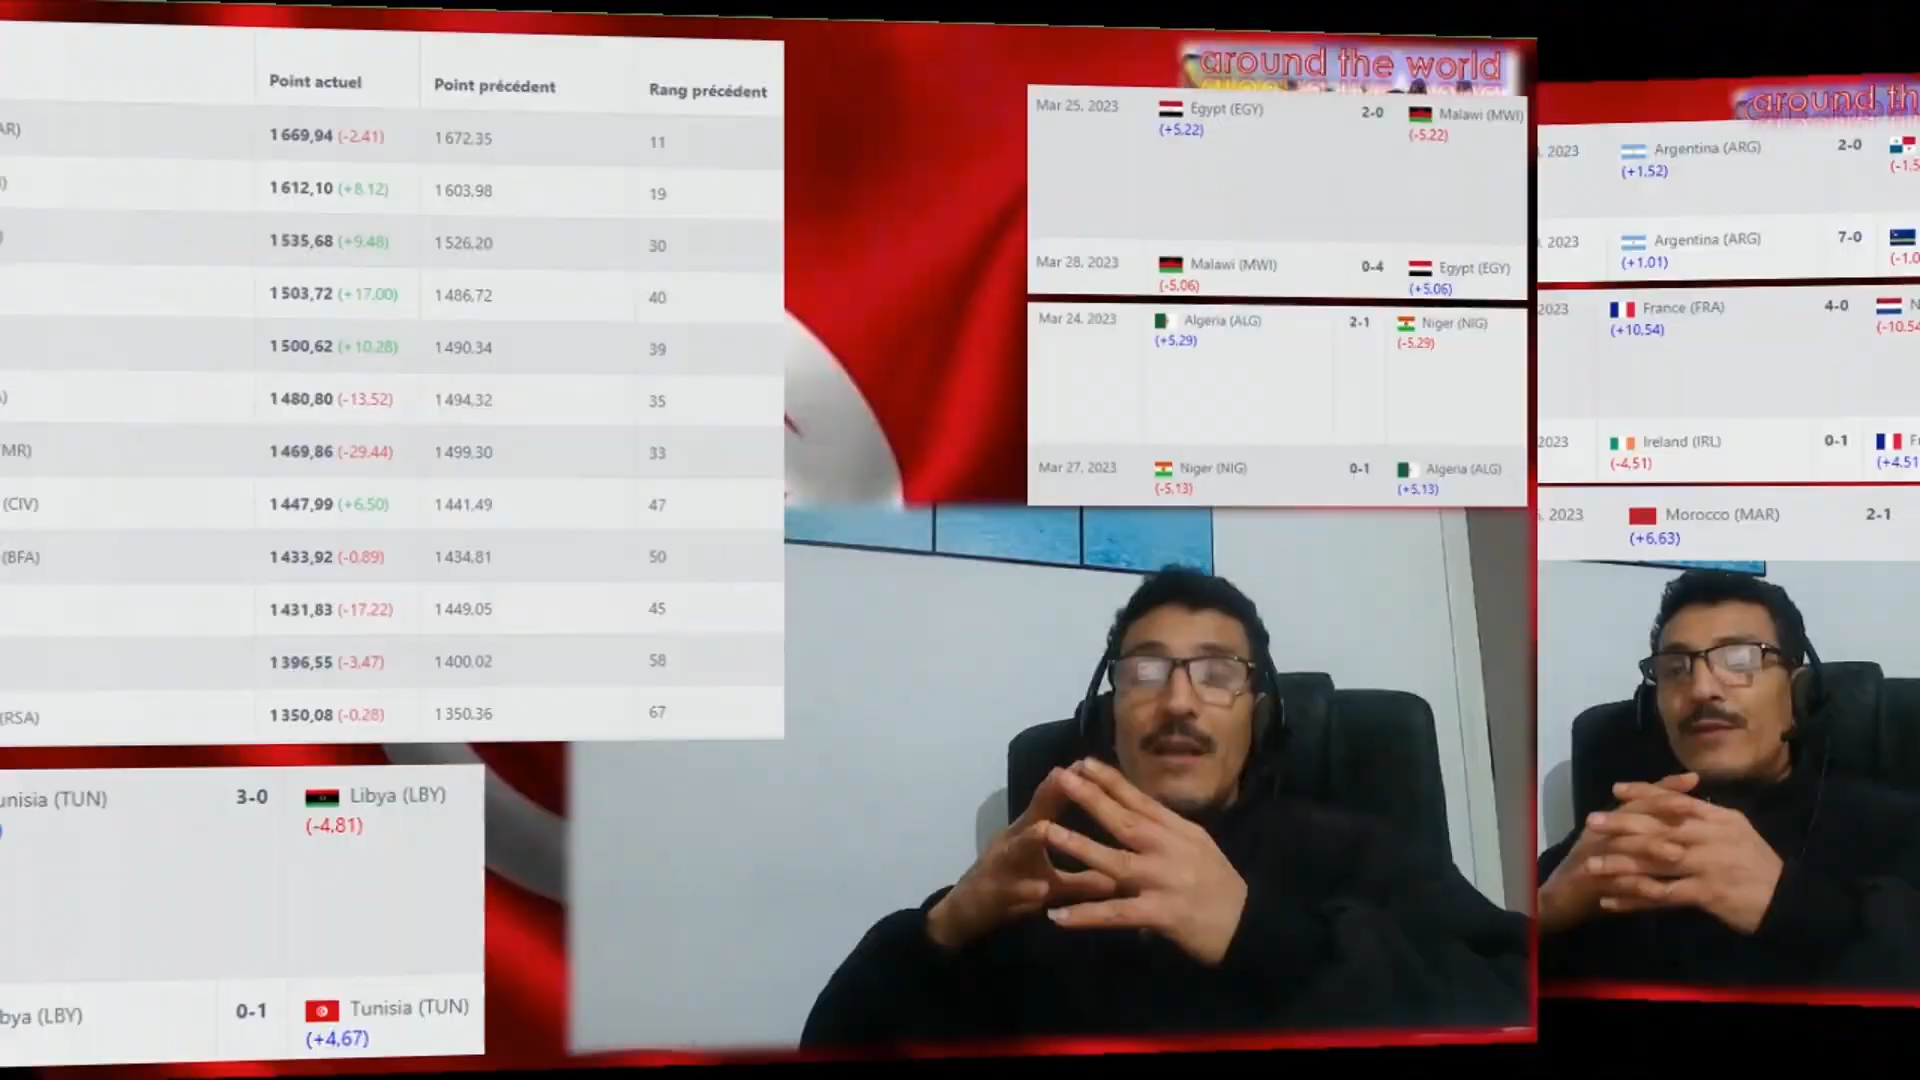 Point actuel Point précédent Rang précédent
AR) 1 669,94 (-2.41) 1 672.35 11
1 612,10 (+8.12) 1 603.98 19
1 535,68 (+9.48) 1 526.20 30
1 503,72 (+17.00) 1 486.72 40
1 500,62 (+10.28) 1 490.34 39
1 480,80 (-13.52) 1 494.32 35
MR) 1 469,86 (-29.44) 1 499.30 33
(CIV) 1 447,99 (+6.50) 1 441.49 47
(BFA) 1 433,92 (-0.89) 1 434.81 50
1 431,83 (-17.22) 1 449.05 45
1 396,55 (-3.47) 1 400.02 58
(RSA) 1 350,08 (-0.28) 1 350.36 67
unisia (TUN) 3-0 Libya (LBY)
(-4,81)
bya (LBY) 0-1 Tunisia (TUN)
(+4,67)
around the world
Mar 25, 2023 Egypt (EGY) 2-0 Malawi (MWI)
(+5,22) (-5,22)
Mar 28, 2023 Malawi (MWI) 0-4 Egypt (EGY)
(-5,06) (+5,06)
Mar 24, 2023 Algeria (ALG) 2-1 Niger (NIG)
(+5,29) (-5,29)
Mar 27, 2023 Niger (NIG) 0-1 Algeria (ALG)
(-5,13) (+5,13)
around th
, 2023 Argentina (ARG) 2-0
(+1,52) (-1,5
, 2023 Argentina (ARG) 7-0
(+1,01) (-1,0
2023 France (FRA) 4-0 N
(+10,54) (-10,54
2023 Ireland (IRL) 0-1 F
(-4,51) (+4,51
, 2023 Morocco (MAR) 2-1
(+6,63)